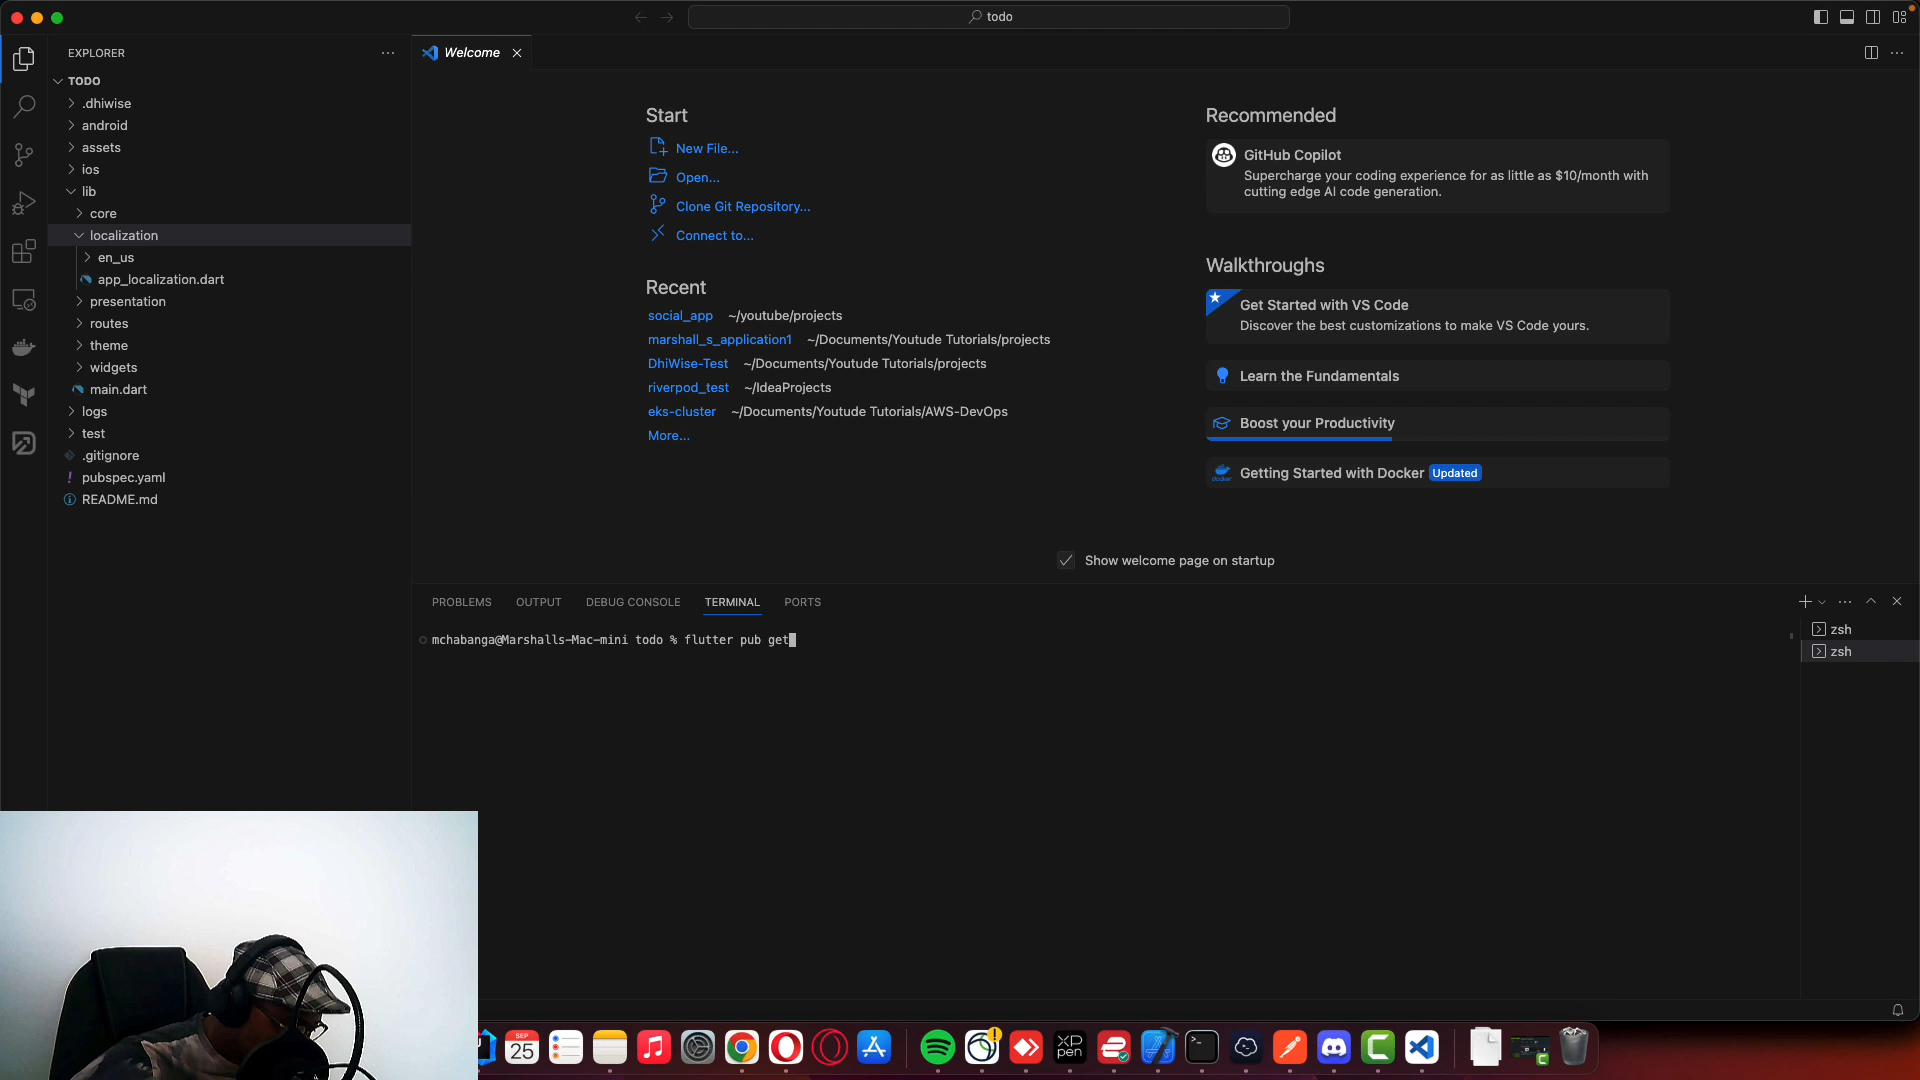 todo
EXPLORER
TODO
.dhiwise
android
assets
ios
lib
core
localization
en_us
app_localization.dart
presentation
routes
theme
widgets
main.dart
logs
test
.gitignore
pubspec.yaml
README.md
Welcome
Start
New File...
Open...
Clone Git Repository...
Connect to...
Recent
social_app ~/youtube/projects
marshall_s_application1 ~/Documents/Youtude Tutorials/projects
DhiWise-Test ~/Documents/Youtude Tutorials/projects
riverpod_test ~/IdeaProjects
eks-cluster ~/Documents/Youtude Tutorials/AWS-DevOps
More...
Recommended
GitHub Copilot
Supercharge your coding experience for as little as $10/month with
cutting edge AI code generation.
Walkthroughs
Get Started with VS Code
Discover the best customizations to make VS Code yours.
Learn the Fundamentals
Boost your Productivity
Getting Started with Docker Updated
Show welcome page on startup
PROBLEMS OUTPUT DEBUG CONSOLE TERMINAL PORTS
mchabanga@Marshalls-Mac-mini todo % flutter pub get
zsh
zsh
SEP
25
XP
pen